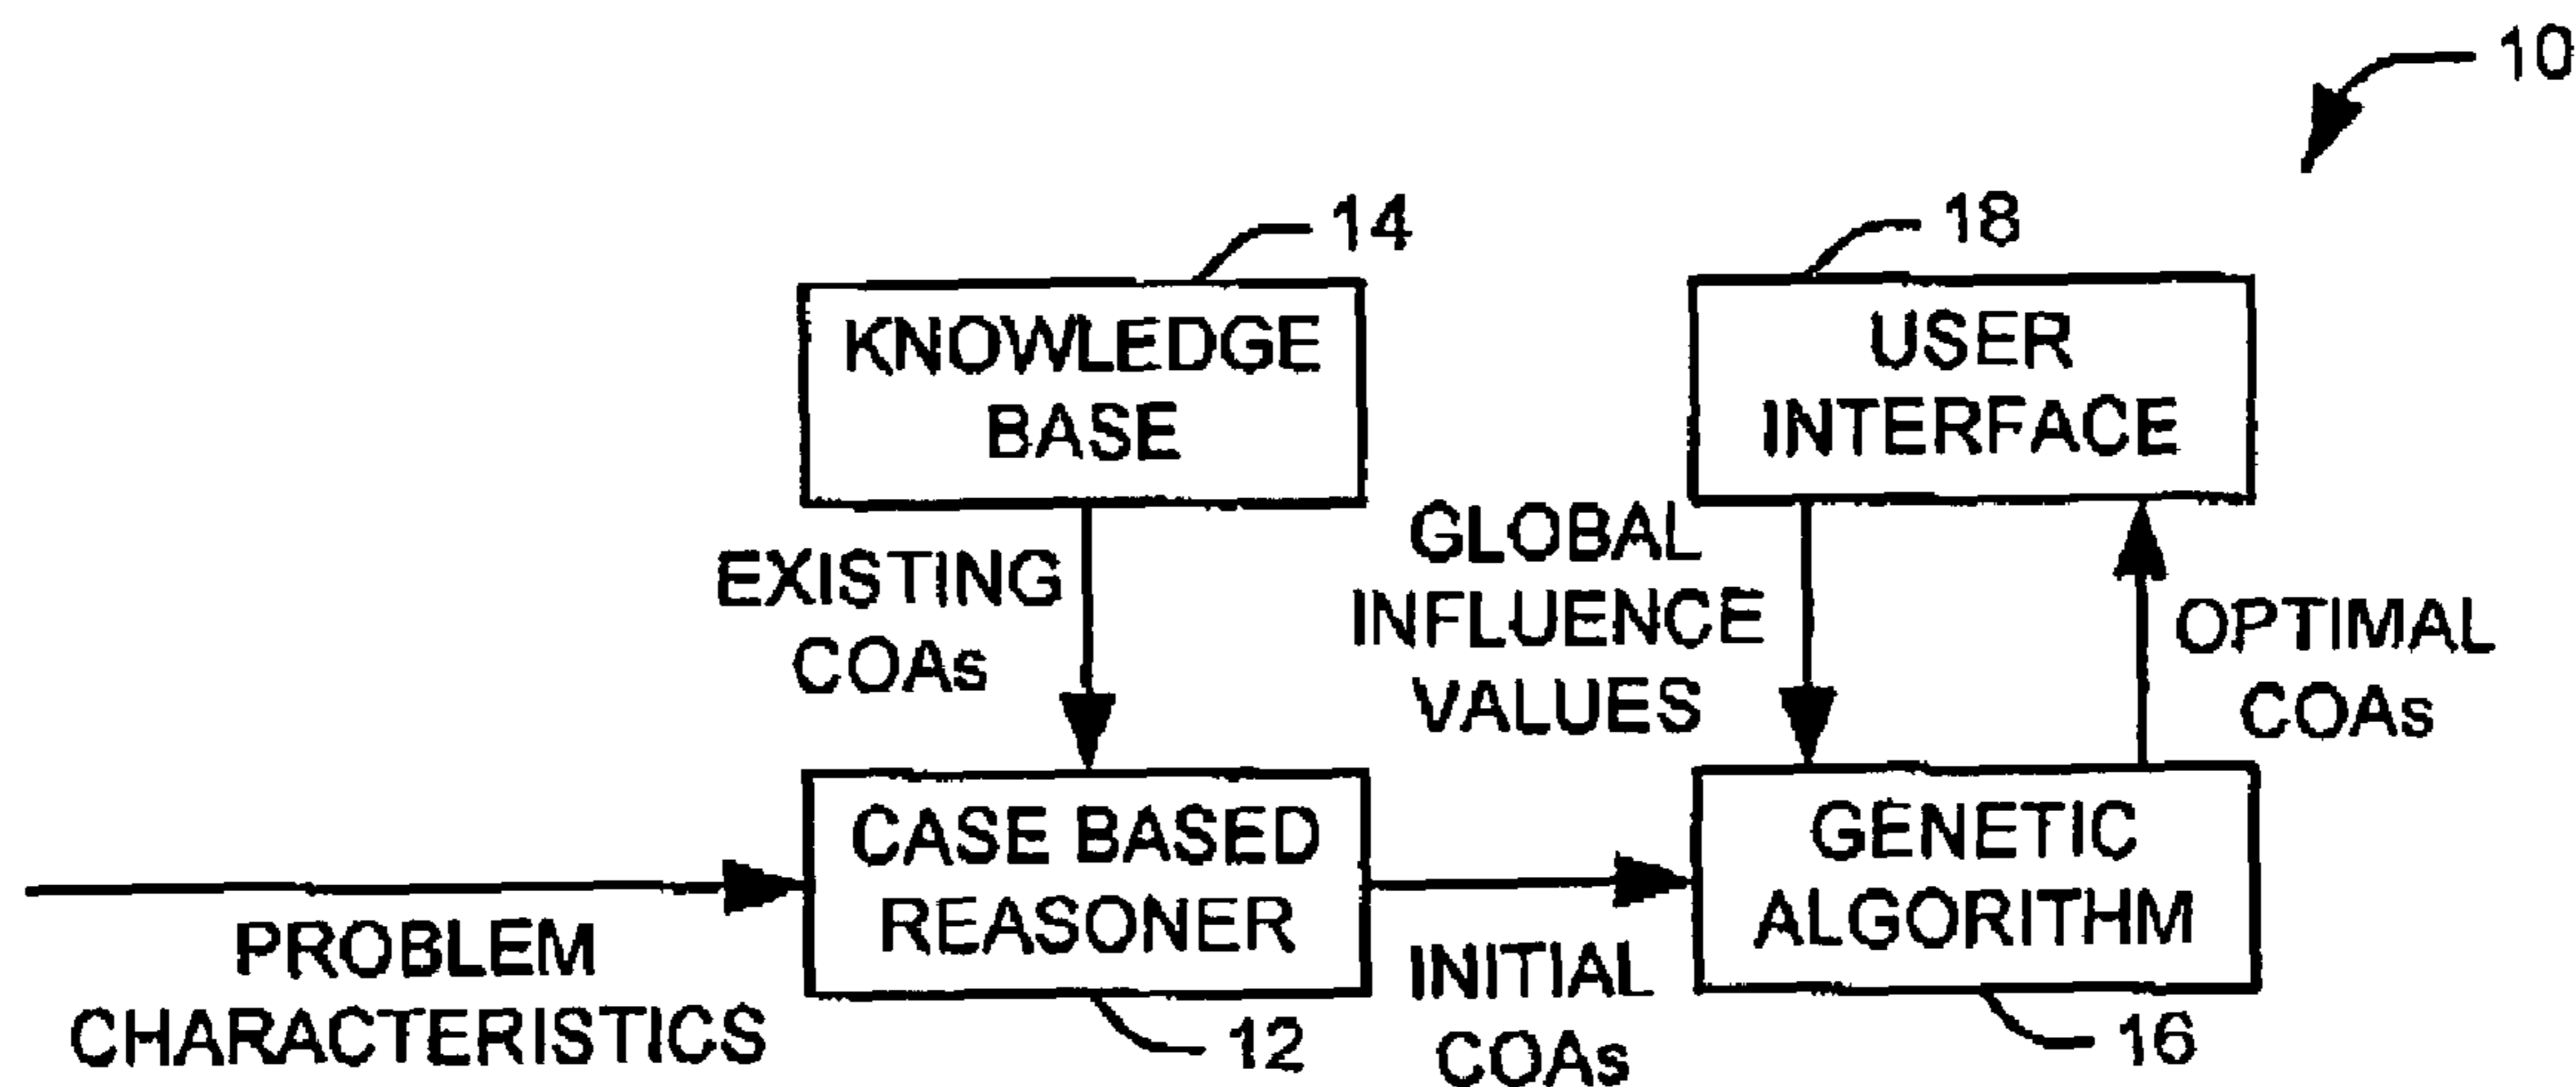 10
14
18
KNOWLEDGE
BASE
USER
INTERFACE
EXISTING
COAs
GLOBAL
INFLUENCE
VALUES
OPTIMAL
COAs
CASE BASED
REASONER
GENETIC
ALGORITHM
PROBLEM
CHARACTERISTICS
12
INITIAL
COAs
16